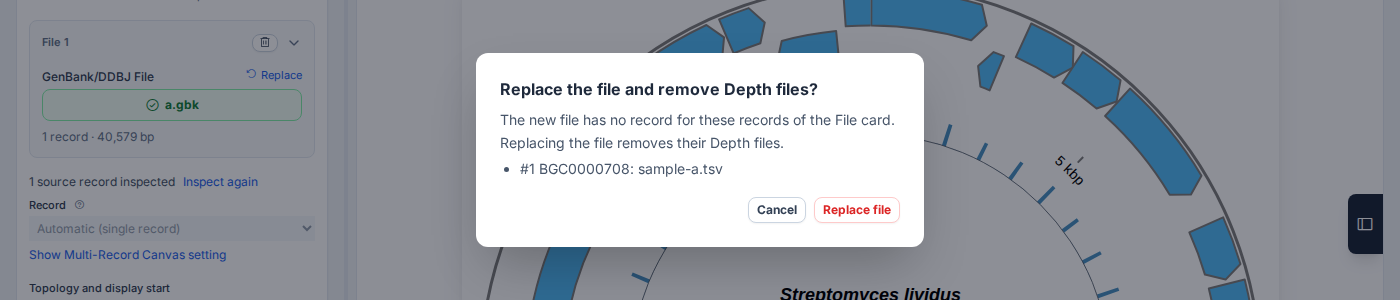 File 1
GenBank/DDBJ File
Replace
a.gbk
1 record · 40,579 bp
1 source record inspected Inspect again
Record
Automatic (single record)
Show Multi-Record Canvas setting
Topology and display start
Replace the file and remove Depth files?
The new file has no record for these records of the File card.
Replacing the file removes their Depth files.
• #1 BGC0000708: sample-a.tsv
Cancel
Replace file
5 kbp
Streptomyces lividus